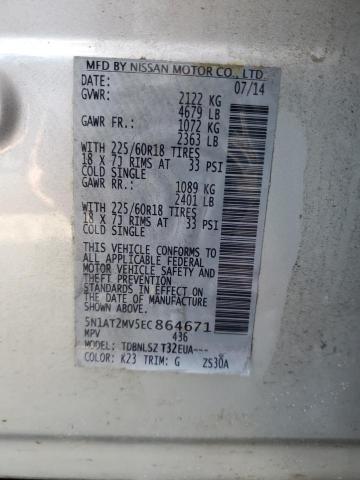 MFD BY NISSAN MOTOR CO., LTD.
DATE: 07/14
GVWR: 2122 KG
4679 LB
GAWR FR.: 1072 KG
2363 LB
WITH 225/60R18 TIRES
18 X 7J RIMS AT 33 PSI
COLD SINGLE
GAWR RR.: 1089 KG
2401 LB
WITH 225/60R18 TIRES
18 X 7J RIMS AT 33 PSI
COLD SINGLE
THIS VEHICLE CONFORMS TO
ALL APPLICABLE FEDERAL
MOTOR VEHICLE SAFETY
AND THEFT PREVENTION
STANDARDS IN EFFECT ON
THE DATE OF MANUFACTURE
SHOWN ABOVE.
5N1AT2MV5EC864671
MPV 436
MODEL: TDBNLSZ T32EUA---
COLOR: K23 TRIM: G ZS30A